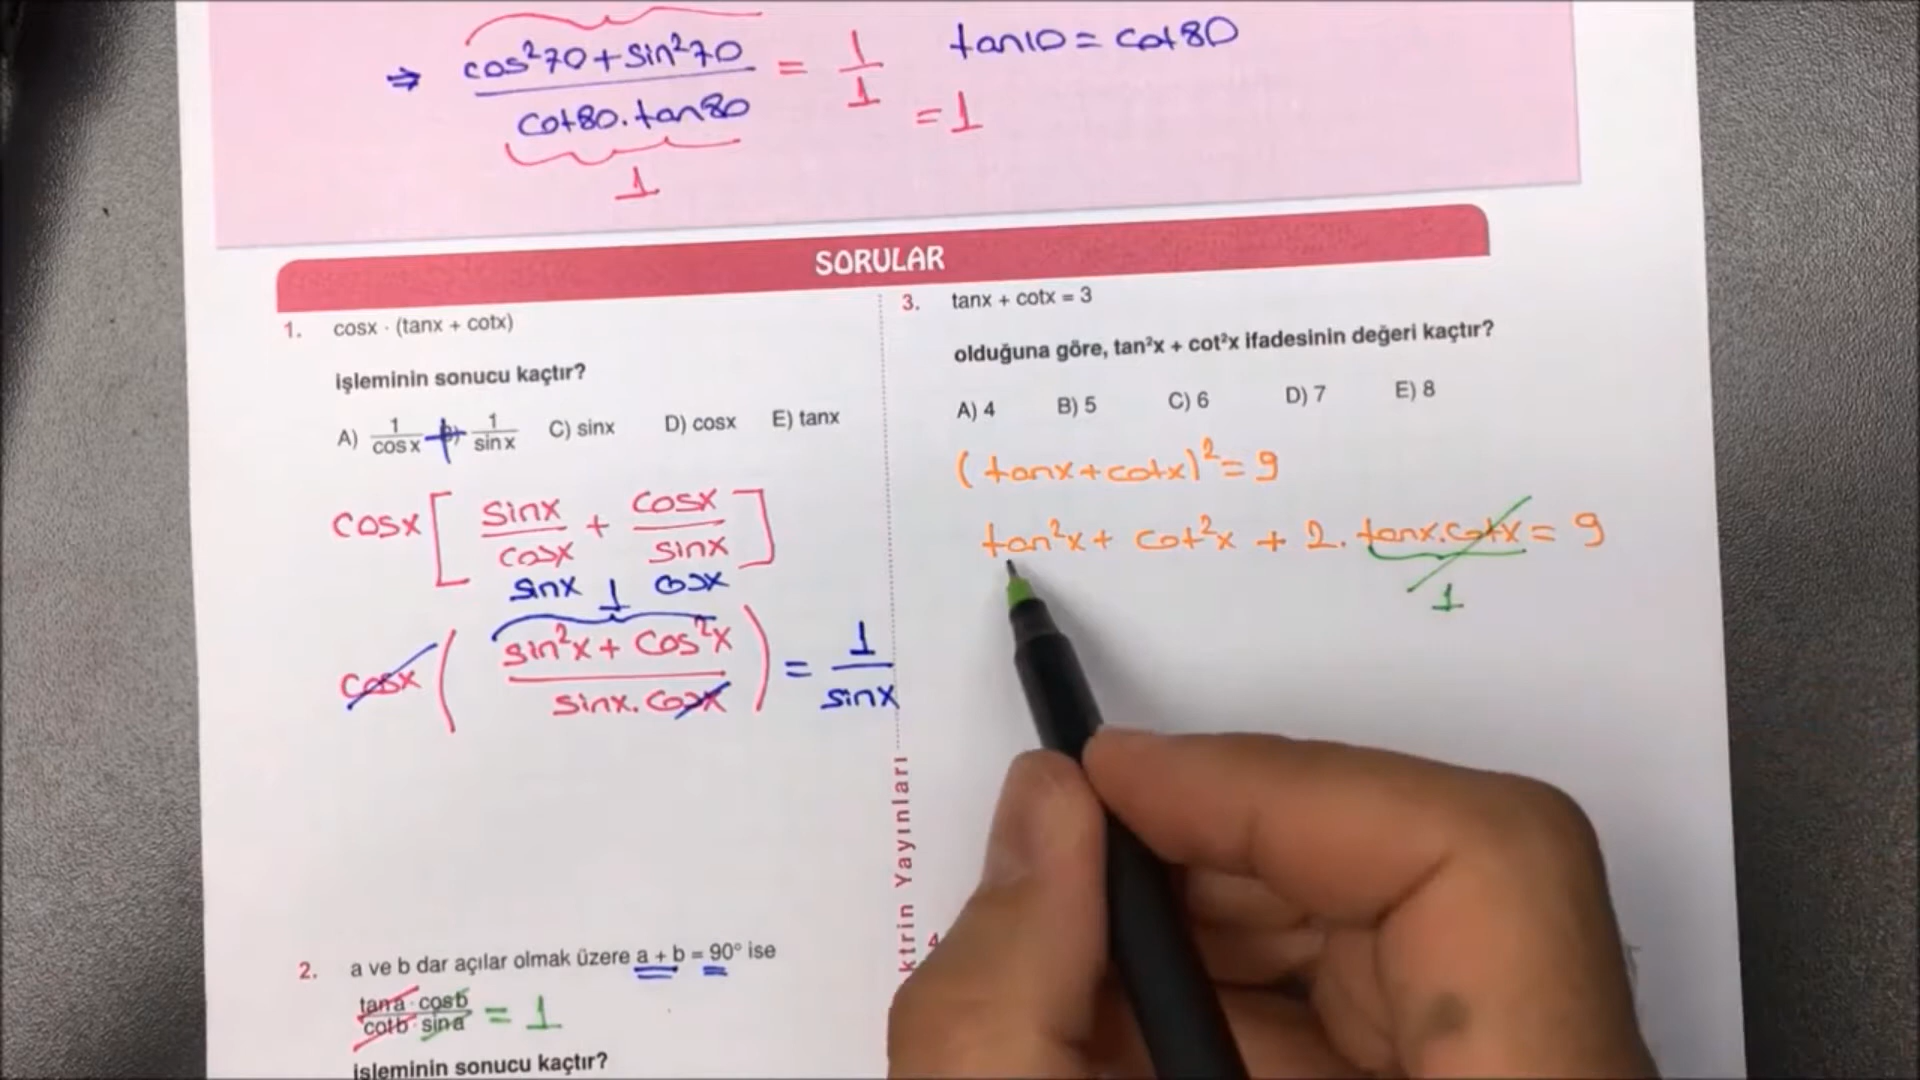 ⇒ cos²70 + sin²70 / cot80.tan80 = 1/1 = 1
1
tan10 = cot80
SORULAR
1. cosx · (tanx + cotx)
işleminin sonucu kaçtır?
A) 1/cosx B) 1/sinx C) sinx D) cosx E) tanx
cosx [ sinx/cosx + cosx/sinx ]
sinx 1 cosx
cosx ( sin²x + cos²x / sinx.cosx ) = 1/sinx
2. a ve b dar açılar olmak üzere a + b = 90° ise
tana · cosb / cotb · sina = 1
işleminin sonucu kaçtır?
ktrin Yayınları
3. tanx + cotx = 3
olduğuna göre, tan²x + cot²x ifadesinin değeri kaçtır?
A) 4 B) 5 C) 6 D) 7 E) 8
(tanx + cotx)² = 9
tan²x + cot²x + 2. tanx.cotx = 9
1
4